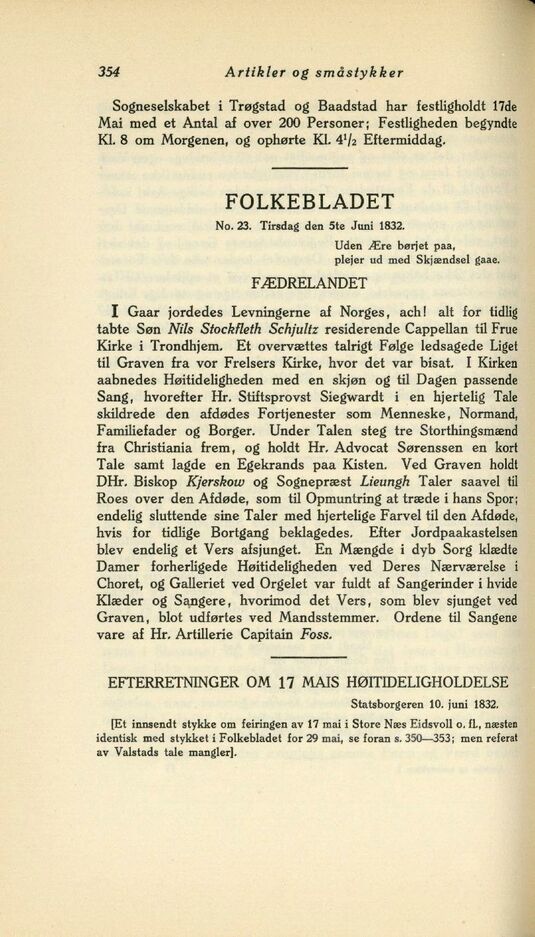 354 Artikler og småstykker
Sogneselskabet i Trøgstad og Baadstad har festligholdt 17de
Mai med et Antal af over 200 Personer; Festligheden begyndte
Kl. 8 om Morgenen, og ophørte Kl. 4¹/₂ Eftermiddag.
FOLKEBLADET
No. 23. Tirsdag den 5te Juni 1832.
Uden Ære børjet paa,
plejer ud med Skjændsel gaae.
FÆDRELANDET
I Gaar jordedes Levningerne af Norges, ach! alt for tidlig
tabte Søn Nils Stockfleth Schjultz residerende Cappellan til Frue
Kirke i Trondhjem. Et overvættes talrigt Følge ledsagede Liget
til Graven fra vor Frelsers Kirke, hvor det var bisat. I Kirken
aabnedes Høitideligheden med en skjøn og til Dagen passende
Sang, hvorefter Hr. Stiftsprovst Siegwardt i en hjertelig Tale
skildrede den afdødes Fortjenester som Menneske, Normand,
Familiefader og Borger. Under Talen steg tre Storthingsmænd
fra Christiania frem, og holdt Hr. Advocat Sørenssen en kort
Tale samt lagde en Egekrands paa Kisten. Ved Graven holdt
DHr. Biskop Kjerskow og Sognepræst Lieungh Taler saavel til
Roes over den Afdøde, som til Opmuntring at træde i hans Spor;
endelig sluttende sine Taler med hjertelige Farvel til den Afdøde,
hvis for tidlige Bortgang beklagedes. Efter Jordpaakastelsen
blev endelig et Vers afsjunget. En Mængde i dyb Sorg klædte
Damer forherligede Høitideligheden ved Deres Nærværelse i
Choret, og Galleriet ved Orgelet var fuldt af Sangerinder i hvide
Klæder og Sangere, hvorimod det Vers, som blev sjunget ved
Graven, blot udførtes ved Mandsstemmer. Ordene til Sangene
vare af Hr. Artillerie Capitain Foss.
EFTERRETNINGER OM 17 MAIS HØITIDELIGHOLDELSE
Statsborgeren 10. juni 1832.
[Et innsendt stykke om feiringen av 17 mai i Store Næs Eidsvoll o. fl., næsten
identisk med stykket i Folkebladet for 29 mai, se foran s. 350—353; men referat
av Valstads tale mangler].